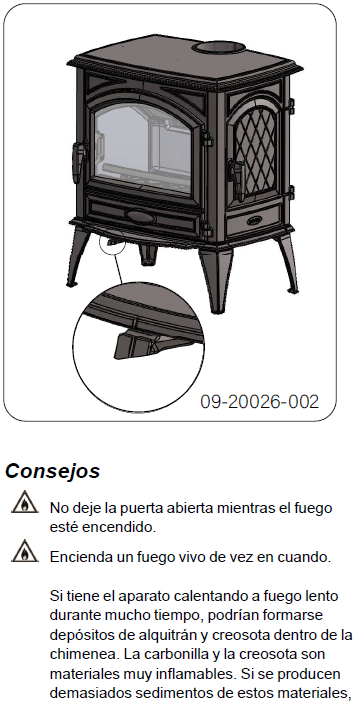 09-20026-002
Consejos
No deje la puerta abierta mientras el fuego
esté encendido.
Encienda un fuego vivo de vez en cuando.
Si tiene el aparato calentando a fuego lento
durante mucho tiempo, podrían formarse
depósitos de alquitrán y creosota dentro de la
chimenea. La carbonilla y la creosota son
materiales muy inflamables. Si se producen
demasiados sedimentos de estos materiales,